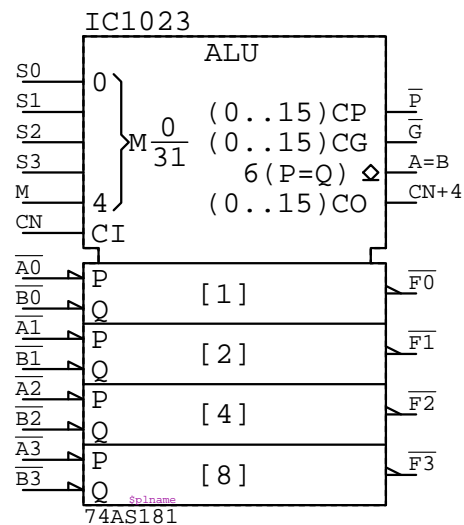 IC1023
ALU
S0
0
S1
(0..15)CP
P
S2
M 0/31
(0..15)CG
G
S3
6(P=Q)
A=B
M
4
(0..15)CO
CN+4
CN
CI
A0
P
[1]
F0
B0
Q
A1
P
[2]
F1
B1
Q
A2
P
[4]
F2
B2
Q
A3
P
[8]
F3
B3
Q
$plname
74AS181